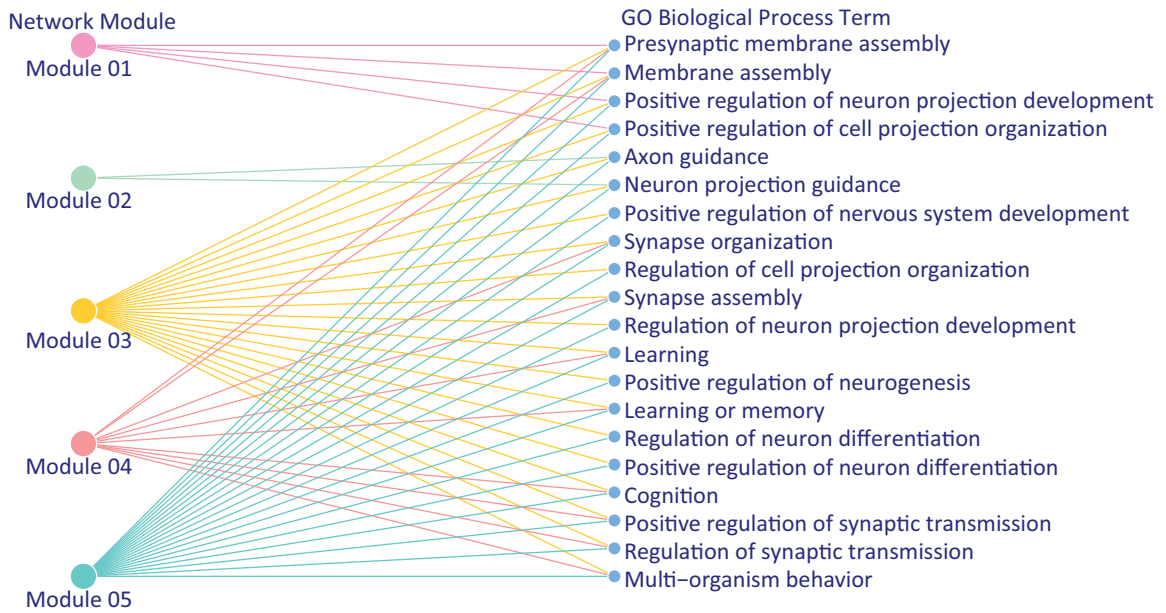 Network Module
Module 01
Module 02
Module 03
Module 04
Module 05
GO Biological Process Term
Presynaptic membrane assembly
Membrane assembly
Positive regulation of neuron projection development
Positive regulation of cell projection organization
Axon guidance
Neuron projection guidance
Positive regulation of nervous system development
Synapse organization
Regulation of cell projection organization
Synapse assembly
Regulation of neuron projection development
Learning
Positive regulation of neurogenesis
Learning or memory
Regulation of neuron differentiation
Positive regulation of neuron differentiation
Cognition
Positive regulation of synaptic transmission
Regulation of synaptic transmission
Multi−organism behavior